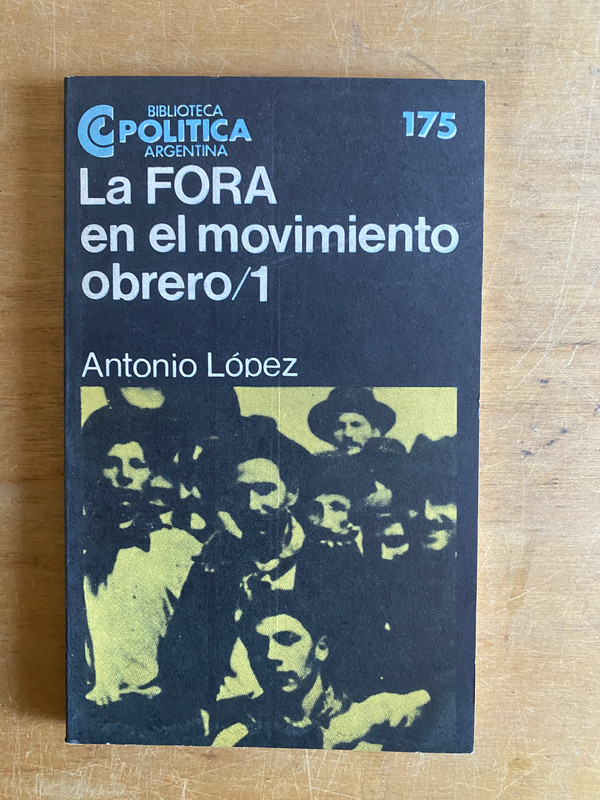 BIBLIOTECA
POLITICA
ARGENTINA
175
La FORA
en el movimiento
obrero/1
Antonio López